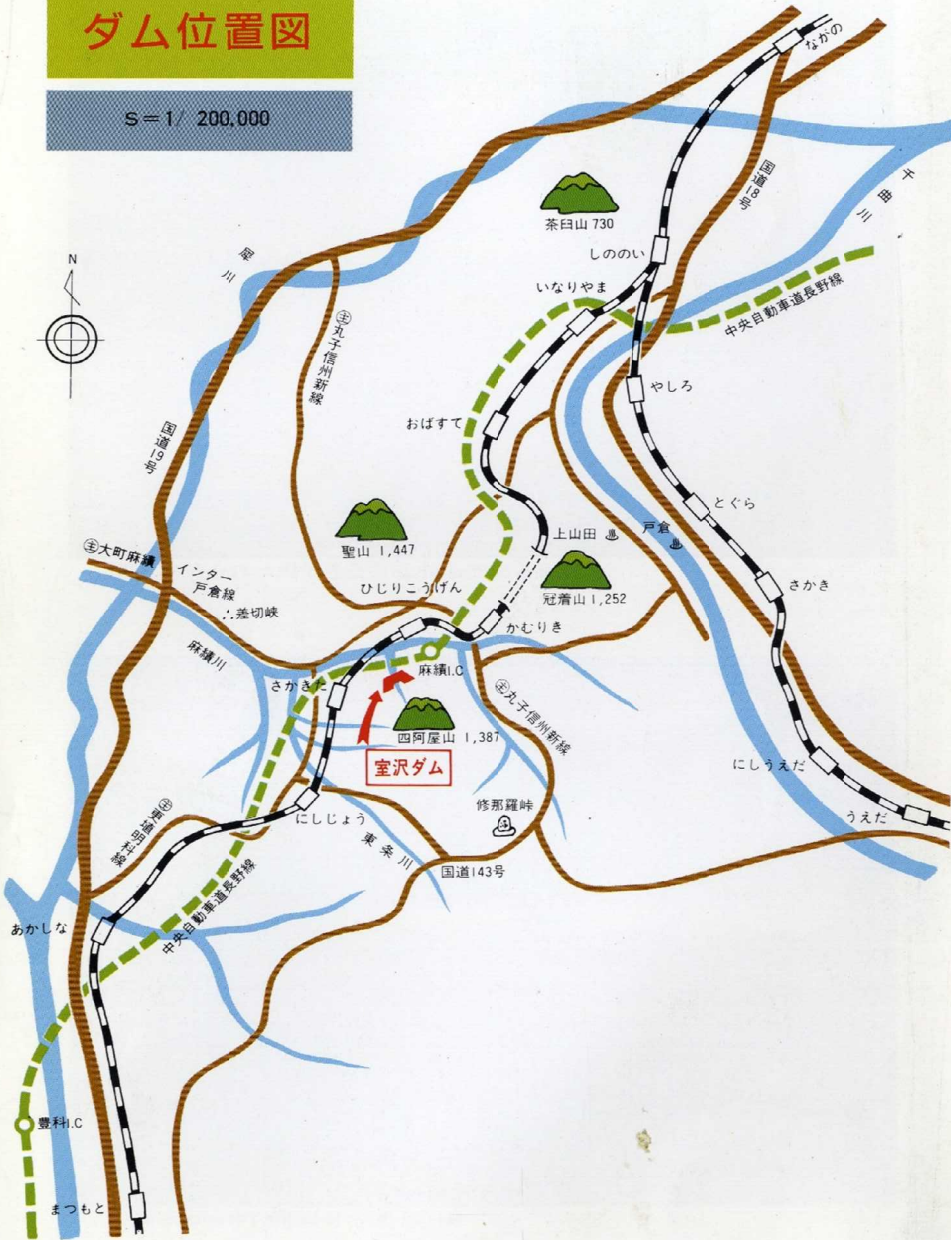 ダム位置図
S=1/ 200,000
N
ながの
国道18号
千曲川
茶臼山 730
しののい
犀川
いなりやま
中央自動車道長野線
㊤丸子信州新線
やしろ
おばすて
国道19号
とぐら
上山田
戸倉
聖山 1,447
㊤大町麻績
インター
戸倉線
ひじりこうげん
冠着山 1,252
さかき
∴差切峡
かむりき
麻績川
麻績I.C
さかきた
㊤丸子信州新線
四阿屋山 1,387
室沢ダム
にしうえだ
修那羅峠
㊤更埴明科線
にしじょう
うえだ
東条川
国道143号
中央自動車道長野線
あかしな
豊科I.C
まつもと